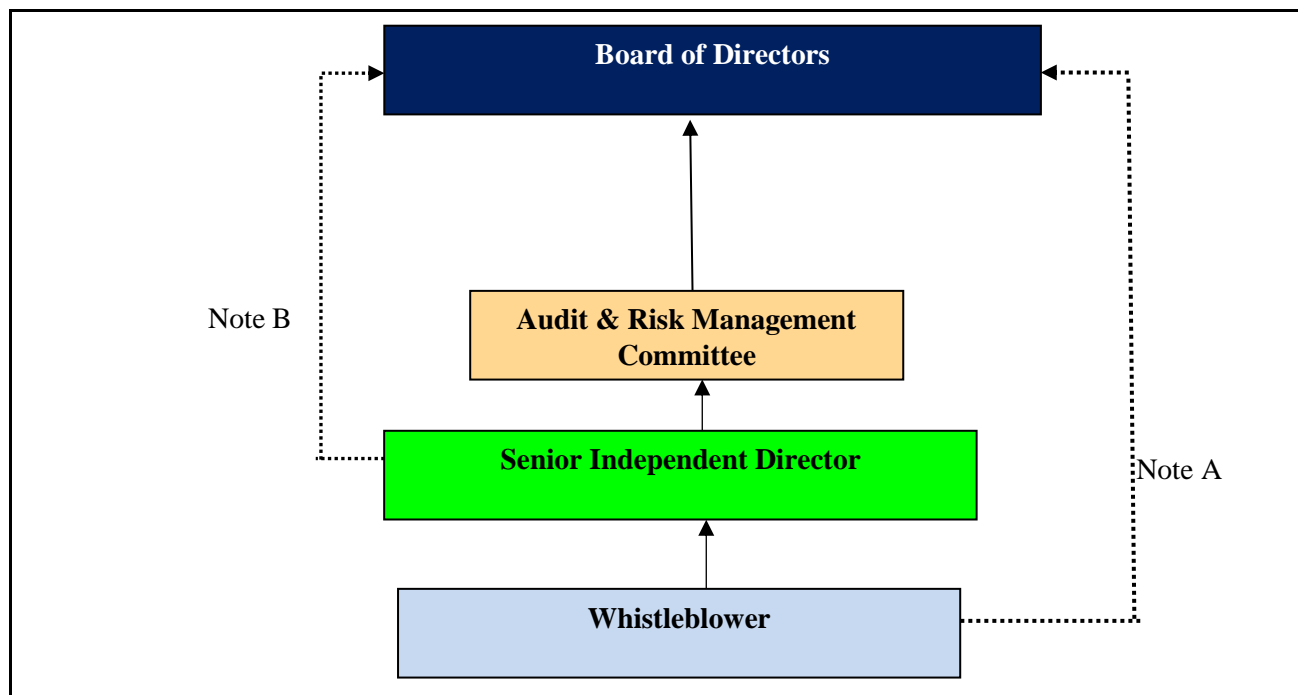 Board of Directors
Note B
Audit & Risk Management
Committee
Senior Independent Director
Note A
Whistleblower